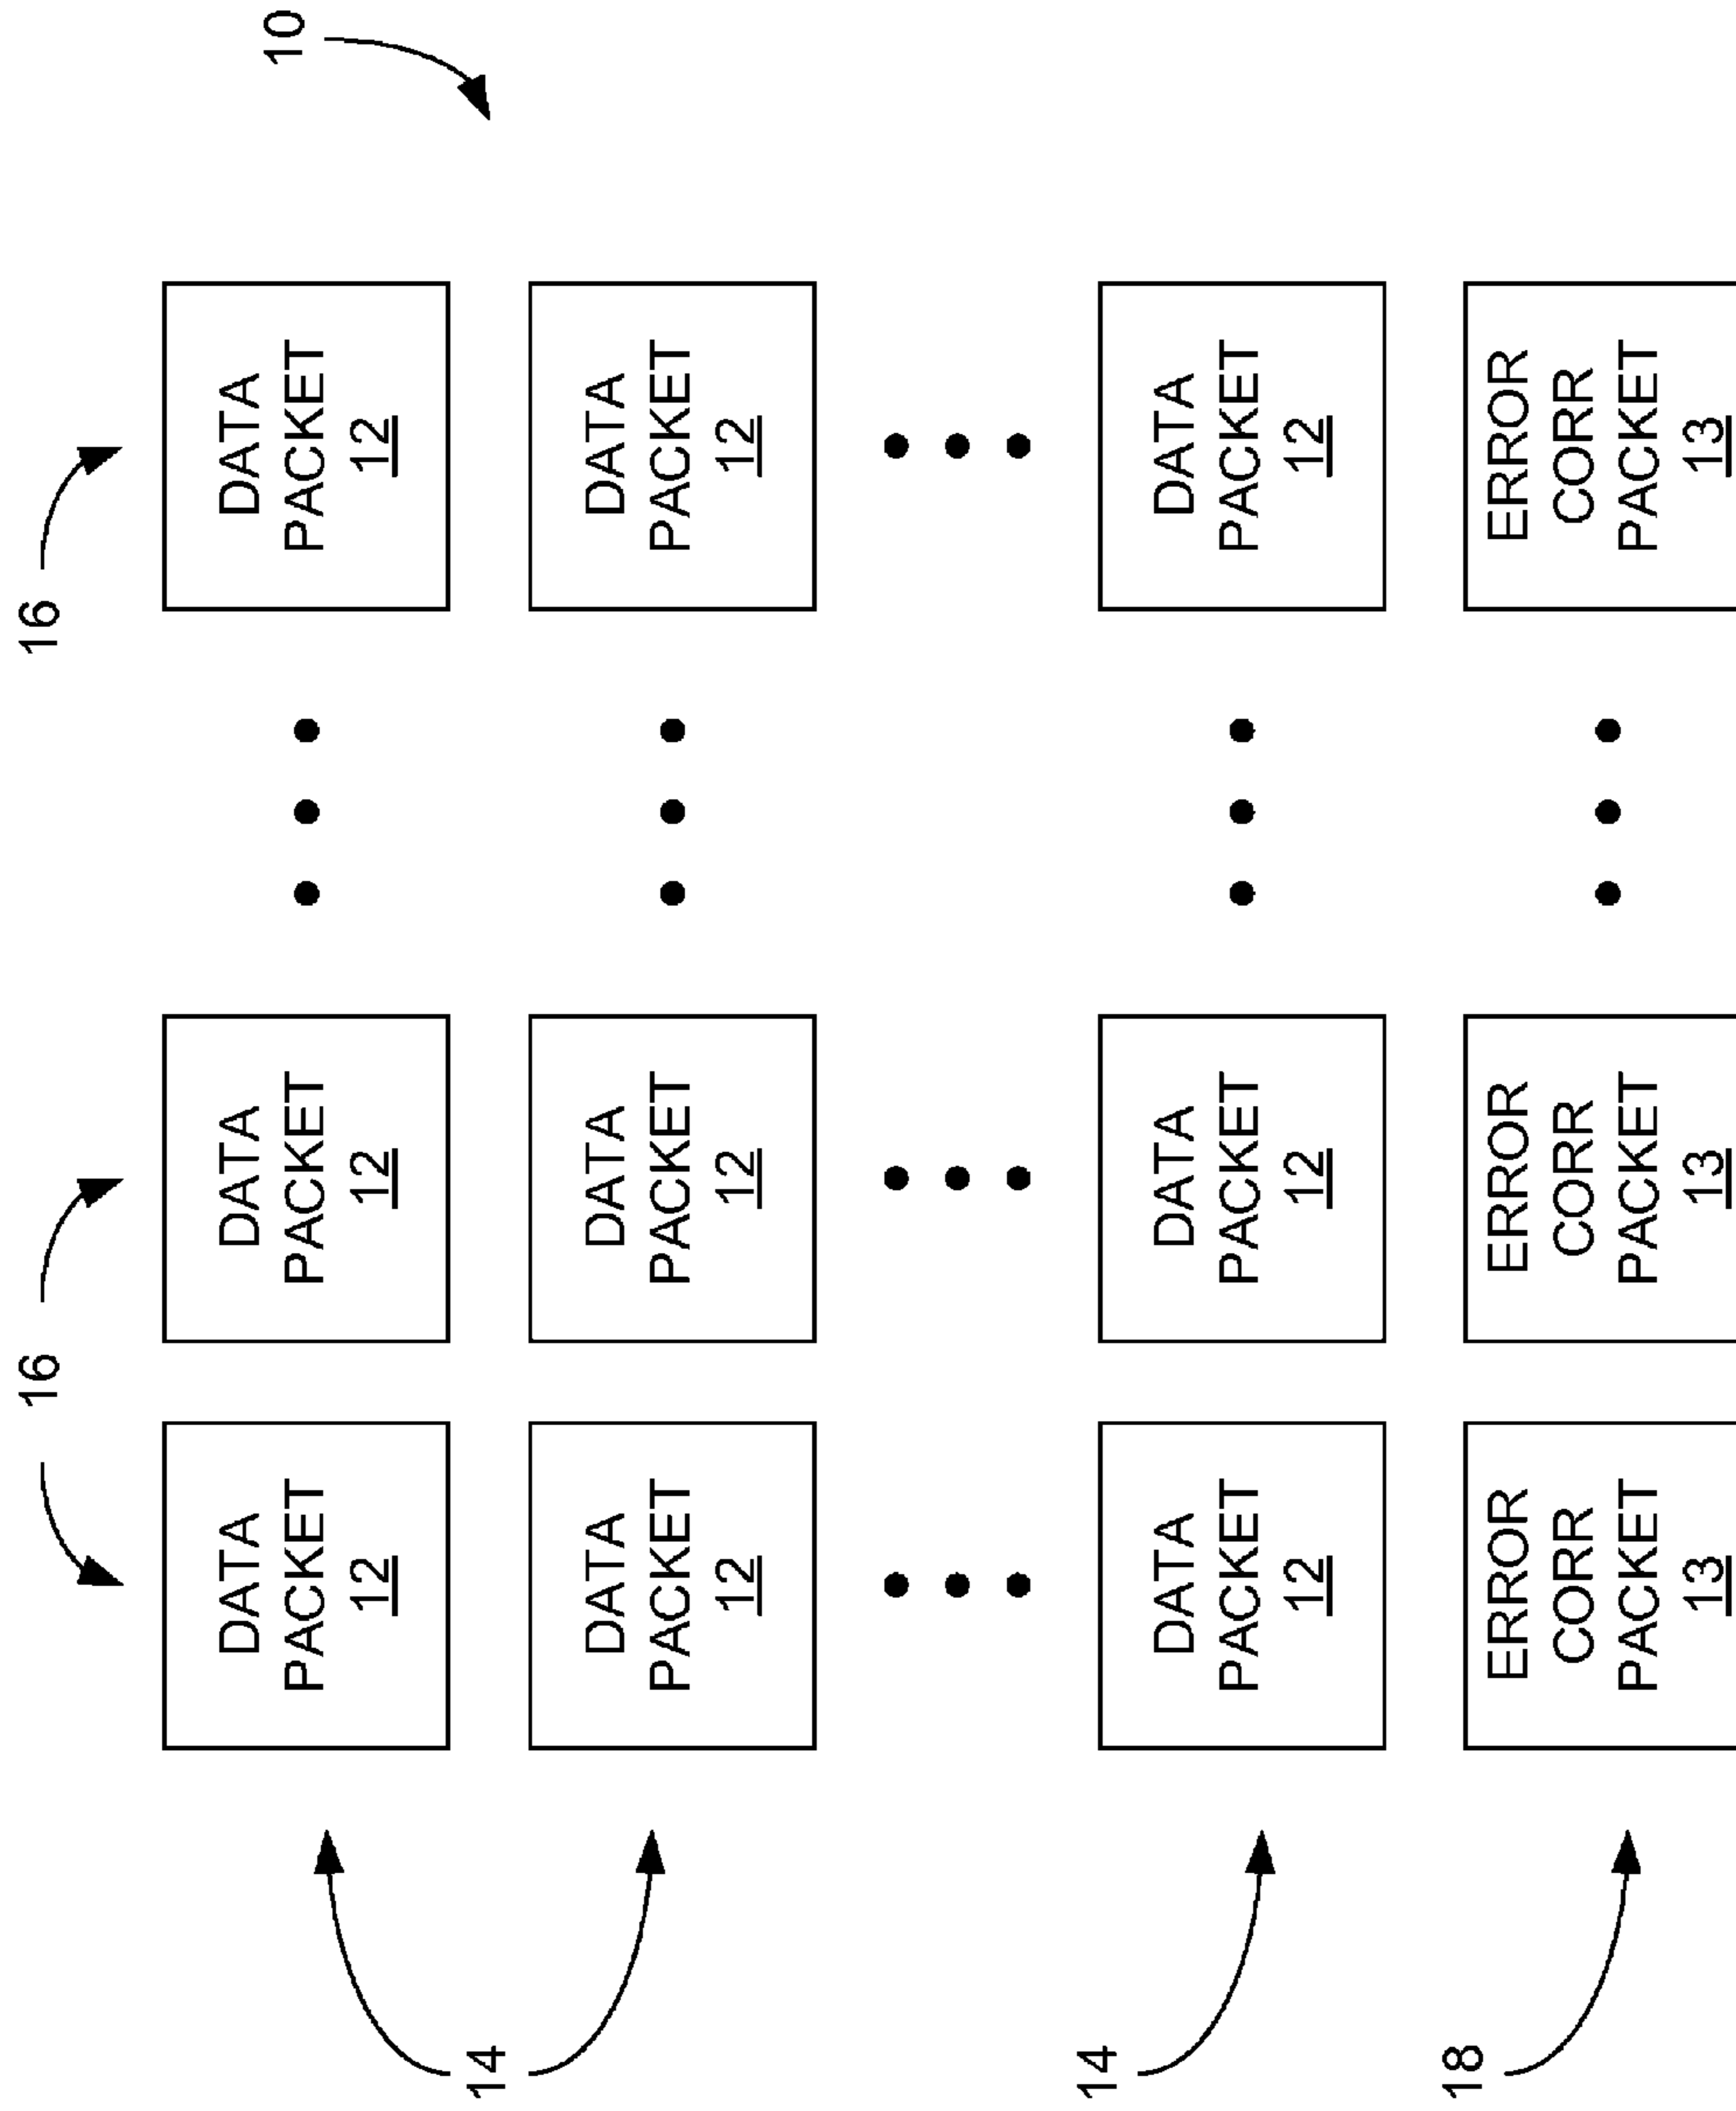 16
16
10
DATA
PACKET
12
DATA
PACKET
12
DATA
PACKET
12
14
DATA
PACKET
12
DATA
PACKET
12
DATA
PACKET
12
14
DATA
PACKET
12
DATA
PACKET
12
DATA
PACKET
12
18
ERROR
CORR
PACKET
13
ERROR
CORR
PACKET
13
ERROR
CORR
PACKET
13